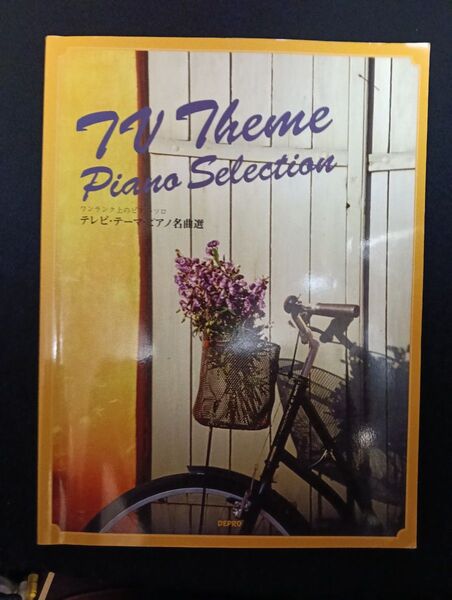 TV Theme
Piano Selection
ワンランク上のピアノ・ソロ
テレビ・テーマ・ピアノ名曲選
DEPRO